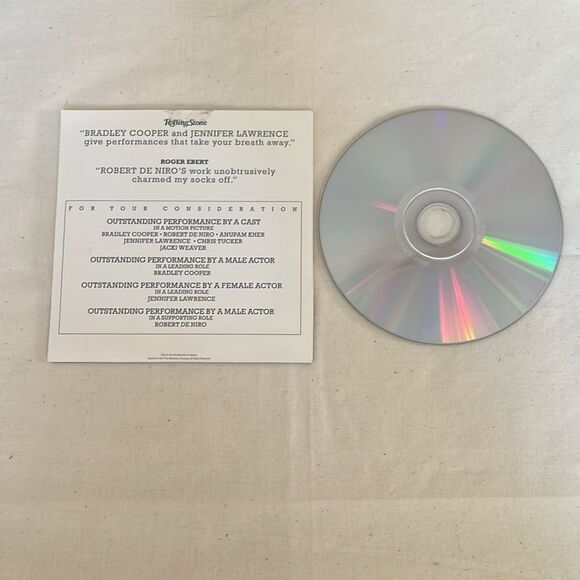 Rolling Stone
"BRADLEY COOPER and JENNIFER LAWRENCE
give performances that take your breath away."
ROGER EBERT
"ROBERT DE NIRO'S work unobtrusively
charmed my socks off."
FOR YOUR CONSIDERATION
OUTSTANDING PERFORMANCE BY A CAST
IN A MOTION PICTURE
BRADLEY COOPER • ROBERT DE NIRO • ANUPAM KHER
JENNIFER LAWRENCE • CHRIS TUCKER
JACKI WEAVER
OUTSTANDING PERFORMANCE BY A MALE ACTOR
IN A LEADING ROLE
BRADLEY COOPER
OUTSTANDING PERFORMANCE BY A FEMALE ACTOR
IN A LEADING ROLE
JENNIFER LAWRENCE
OUTSTANDING PERFORMANCE BY A MALE ACTOR
IN A SUPPORTING ROLE
ROBERT DE NIRO